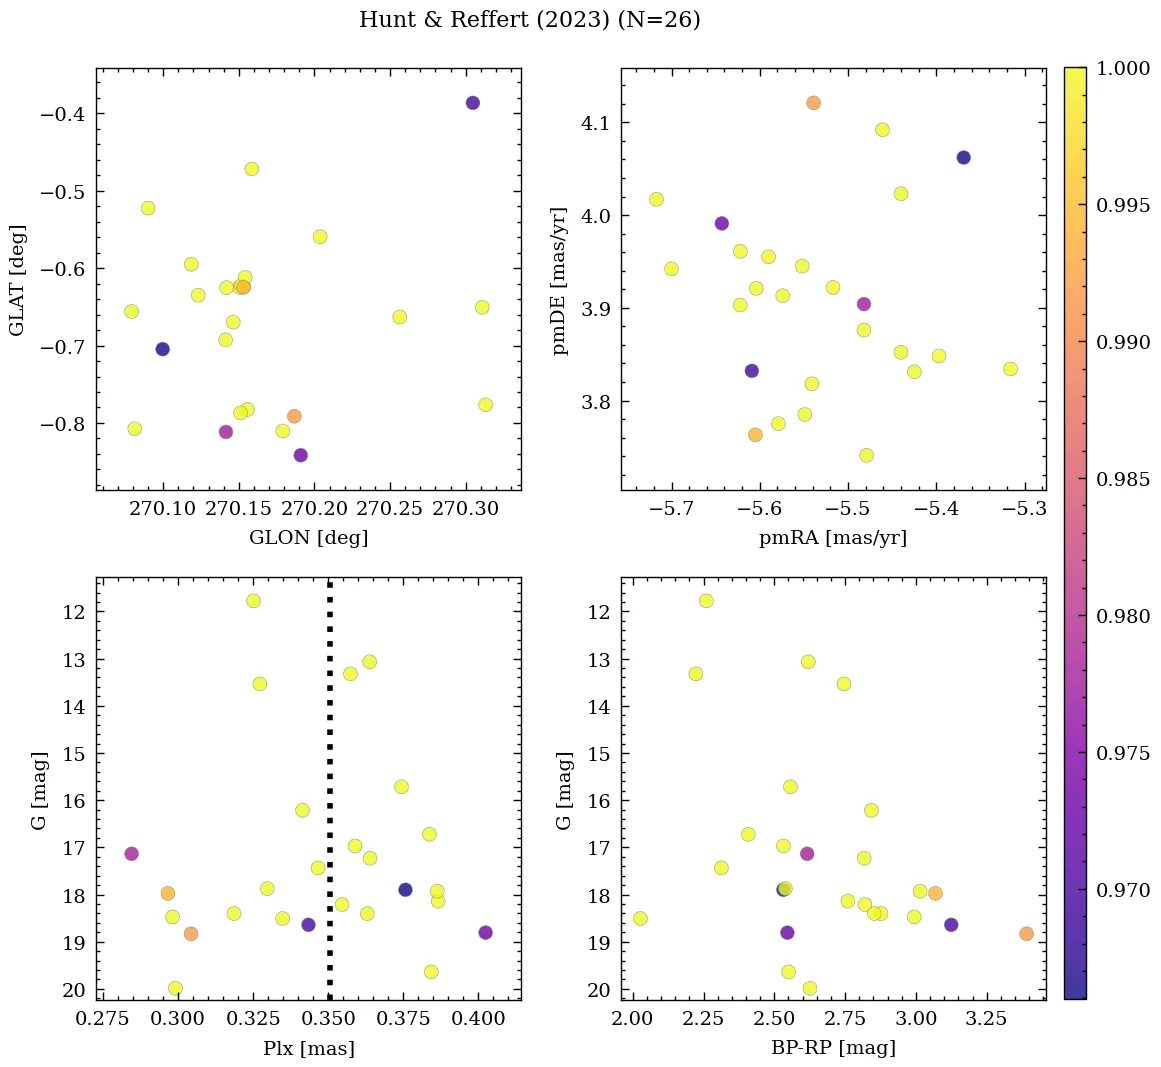 Hunt & Reffert (2023) (N=26)
GLAT [deg]
−0.4
−0.5
−0.6
−0.7
−0.8
270.10 270.15 270.20 270.25 270.30
GLON [deg]
pmDE [mas/yr]
4.1
4.0
3.9
3.8
−5.7 −5.6 −5.5 −5.4 −5.3
pmRA [mas/yr]
G [mag]
12
13
14
15
16
17
18
19
20
0.275 0.300 0.325 0.350 0.375 0.400
Plx [mas]
G [mag]
12
13
14
15
16
17
18
19
20
2.00 2.25 2.50 2.75 3.00 3.25
BP-RP [mag]
1.000
0.995
0.990
0.985
0.980
0.975
0.970